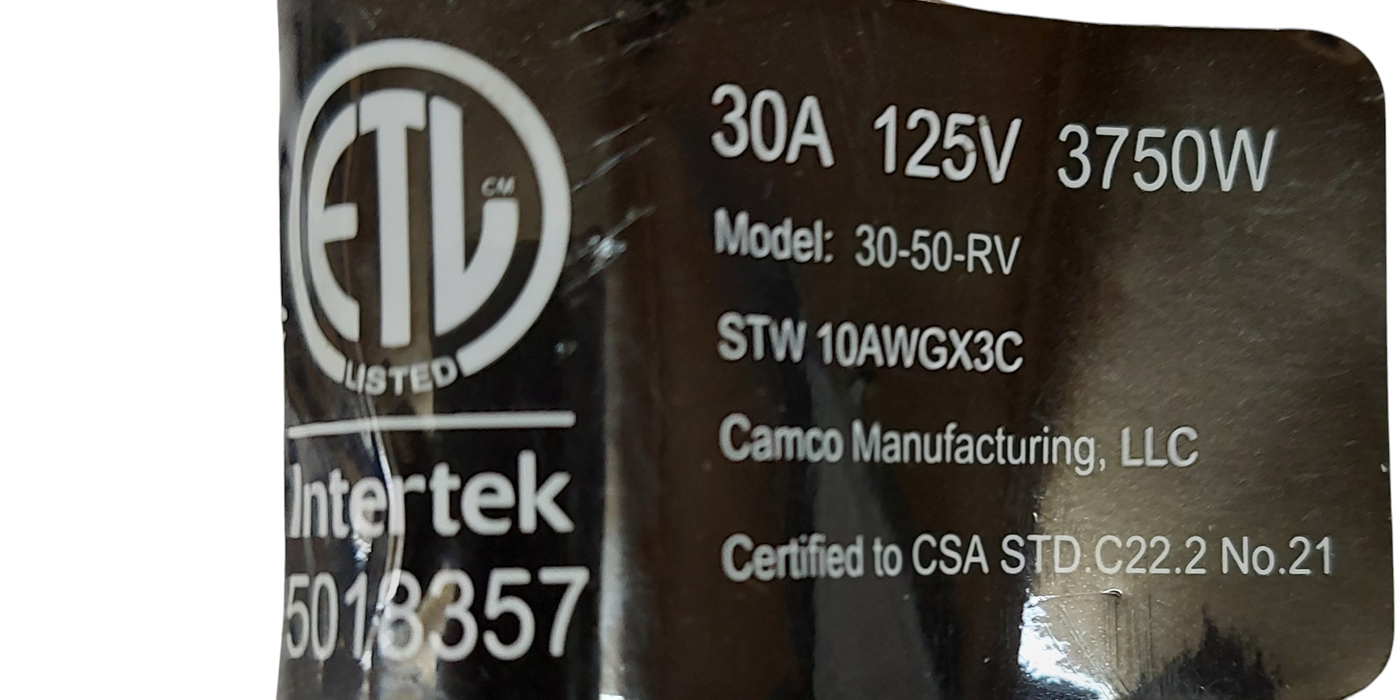 ETL
CM
LISTED
Intertek
5018357
30A 125V 3750W
Model: 30-50-RV
STW 10AWGX3C
Camco Manufacturing, LLC
Certified to CSA STD.C22.2 No.21